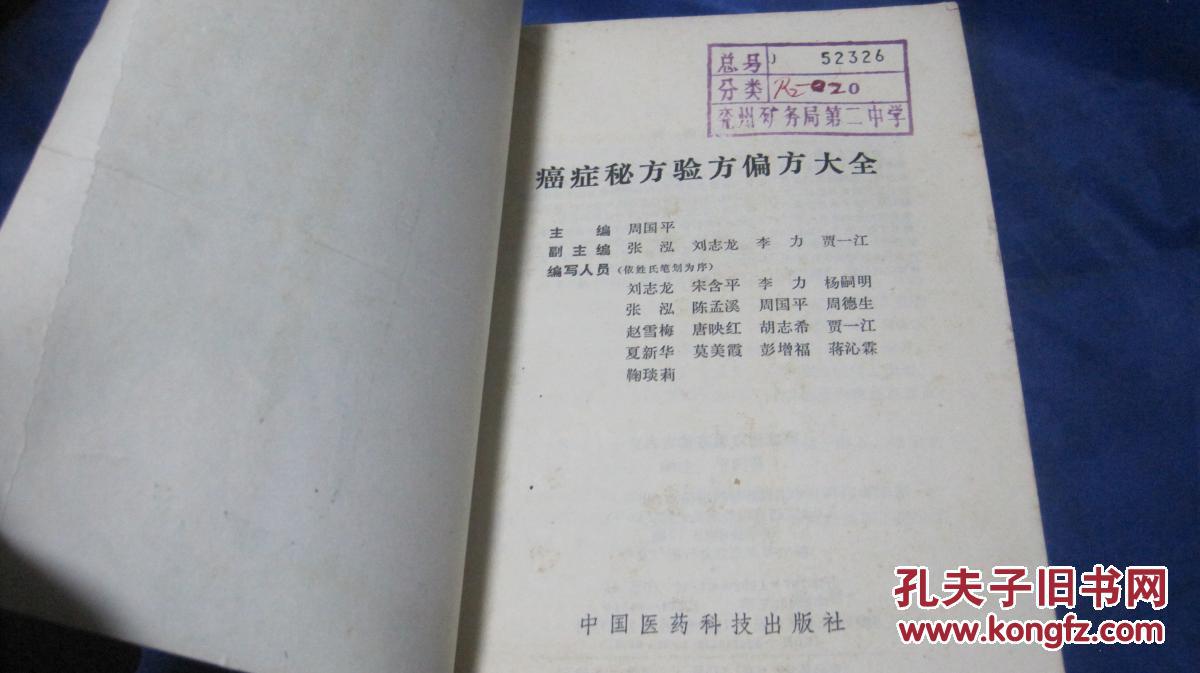 总号 J 52326
分类 R2-020
兖州矿务局第二中学
癌症秘方验方偏方大全
主编 周国平
副主编 张泓 刘志龙 李力 贾一江
编写人员(依姓氏笔划为序)
刘志龙 宋含平 李力 杨嗣明
张泓 陈孟溪 周国平 周德生
赵雪梅 唐映红 胡志希 贾一江
夏新华 莫美霞 彭增福 蒋沁霖
鞠琰莉
中国医药科技出版社
孔夫子旧书网
www.kongfz.com